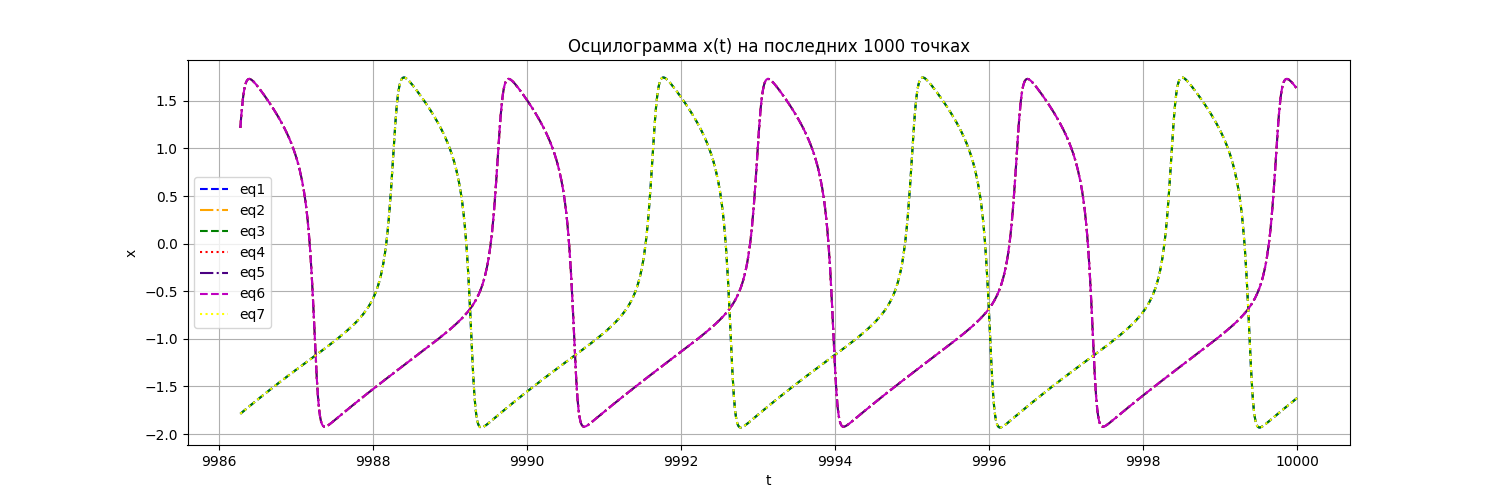 Осцилограмма x(t) на последних 1000 точках
x
1.5
1.0
0.5
0.0
−0.5
−1.0
−1.5
−2.0
eq1
eq2
eq3
eq4
eq5
eq6
eq7
9986 9988 9990 9992 9994 9996 9998 10000
t